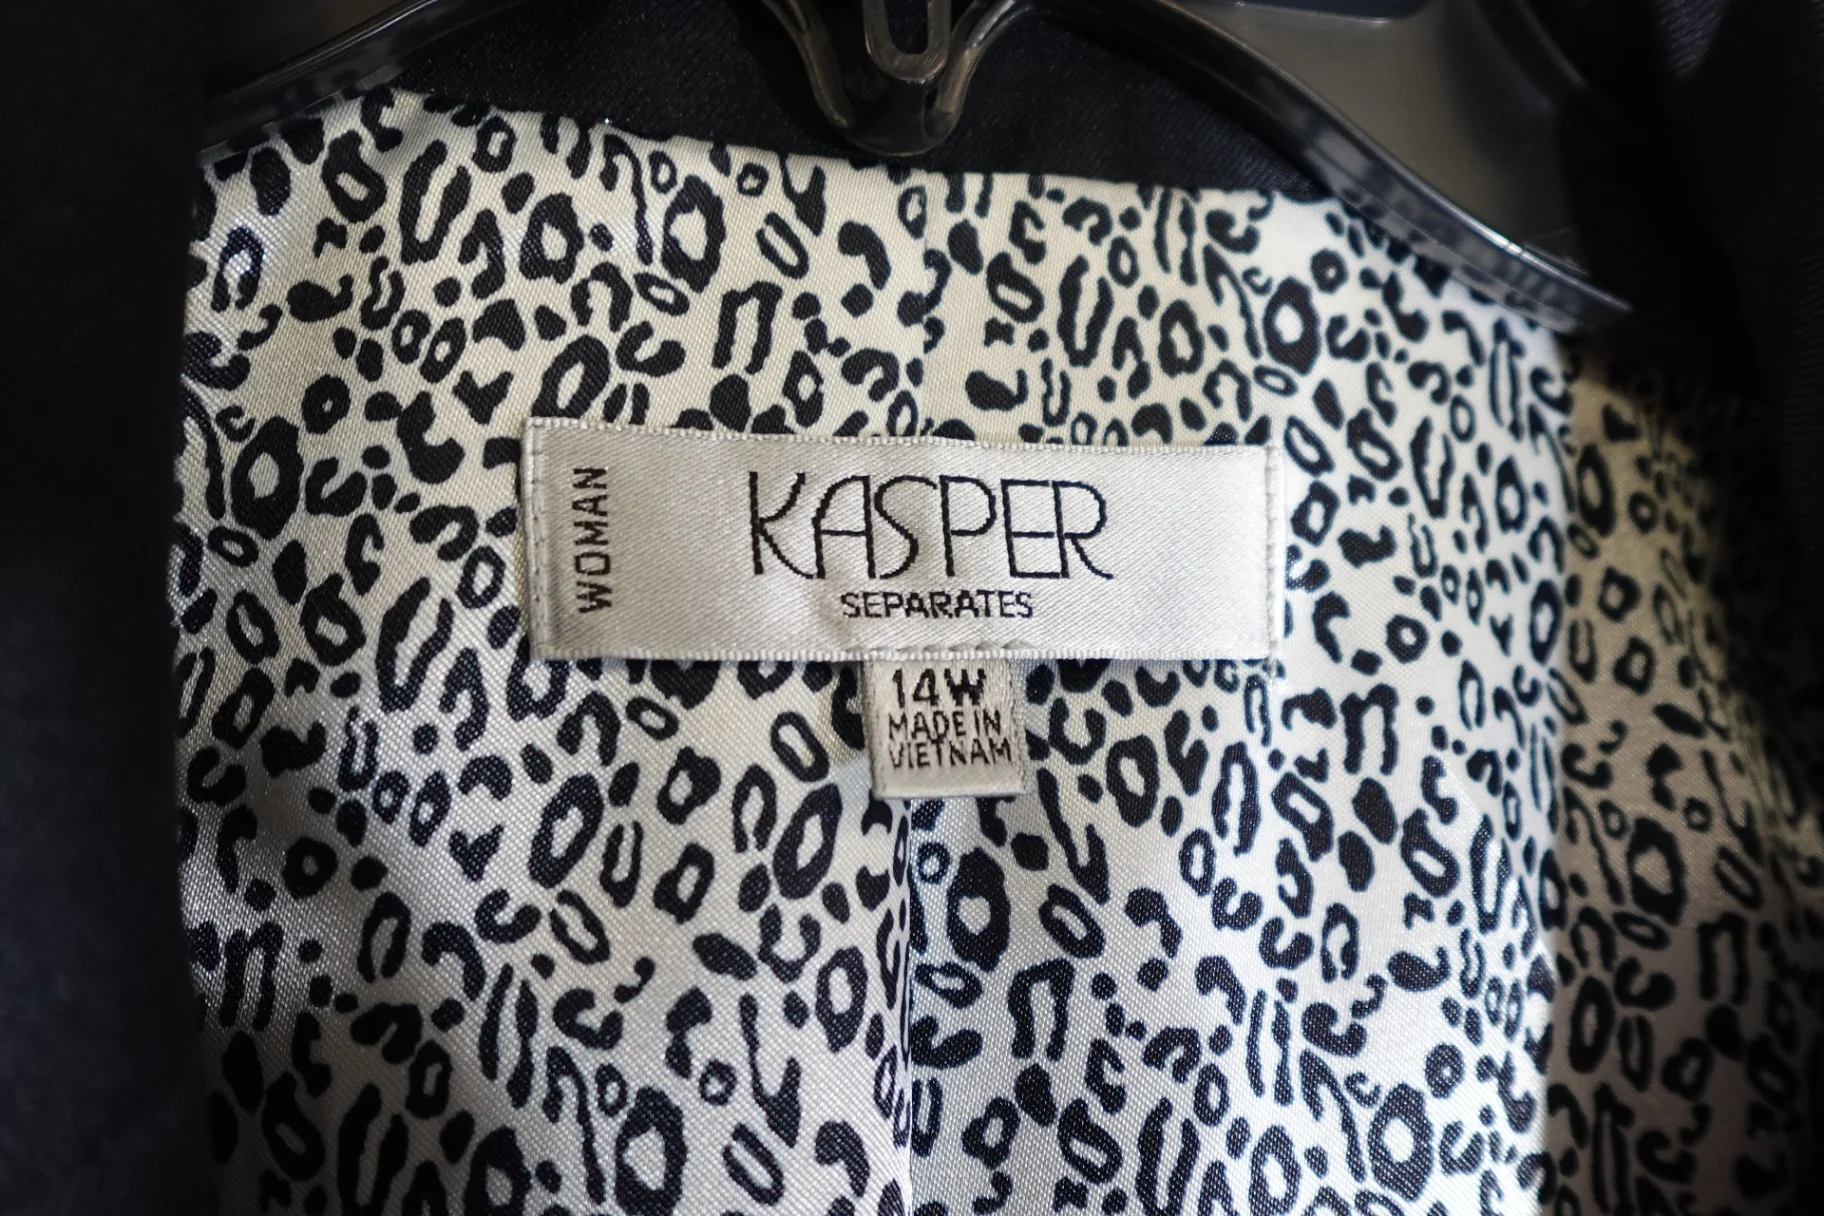 WOMAN
KASPER
SEPARATES
14W
MADE IN
VIETNAM